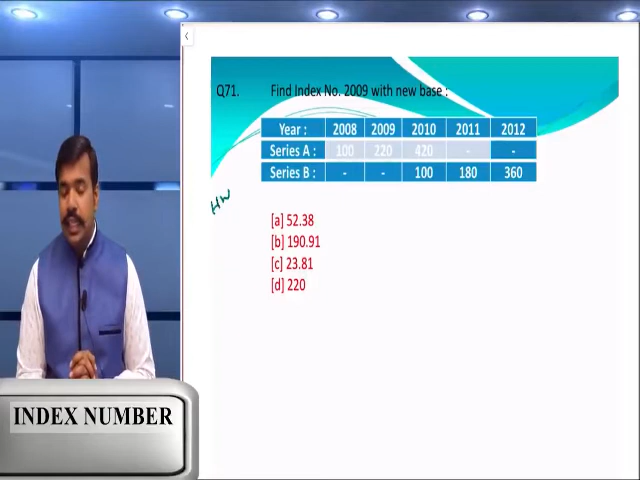 Q71. Find Index No. 2009 with new base :
Year : 2008 2009 2010 2011 2012
Series A : 100 220 420 - -
Series B : - - 100 180 360
HW
[a] 52.38
[b] 190.91
[c] 23.81
[d] 220
INDEX NUMBER